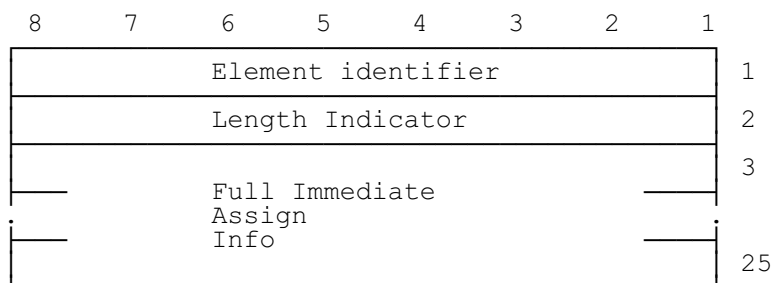 8 7 6 5 4 3 2 1
Element identifier 1
Length Indicator 2
3
Full Immediate
Assign
Info
25